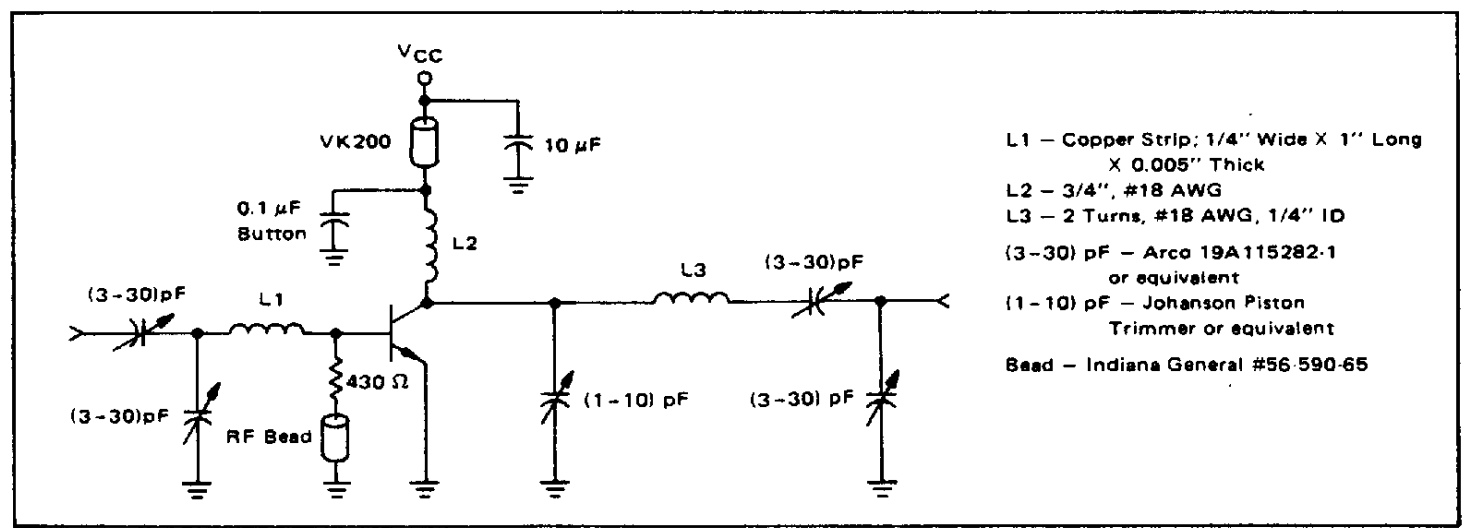 VCC
VK200
10 µF
0.1 µF
Button
L2
(3-30)pF
L1
L3
(3-30)pF
430 Ω
(3-30)pF
RF Bead
(1-10) pF
(3-30) pF
L1 – Copper Strip; 1/4" Wide X 1" Long
X 0.005" Thick
L2 – 3/4", #18 AWG
L3 – 2 Turns, #18 AWG, 1/4" ID
(3-30) pF – Arco 19A115282-1
or equivalent
(1-10) pF – Johanson Piston
Trimmer or equivalent
Bead – Indiana General #56-590-65